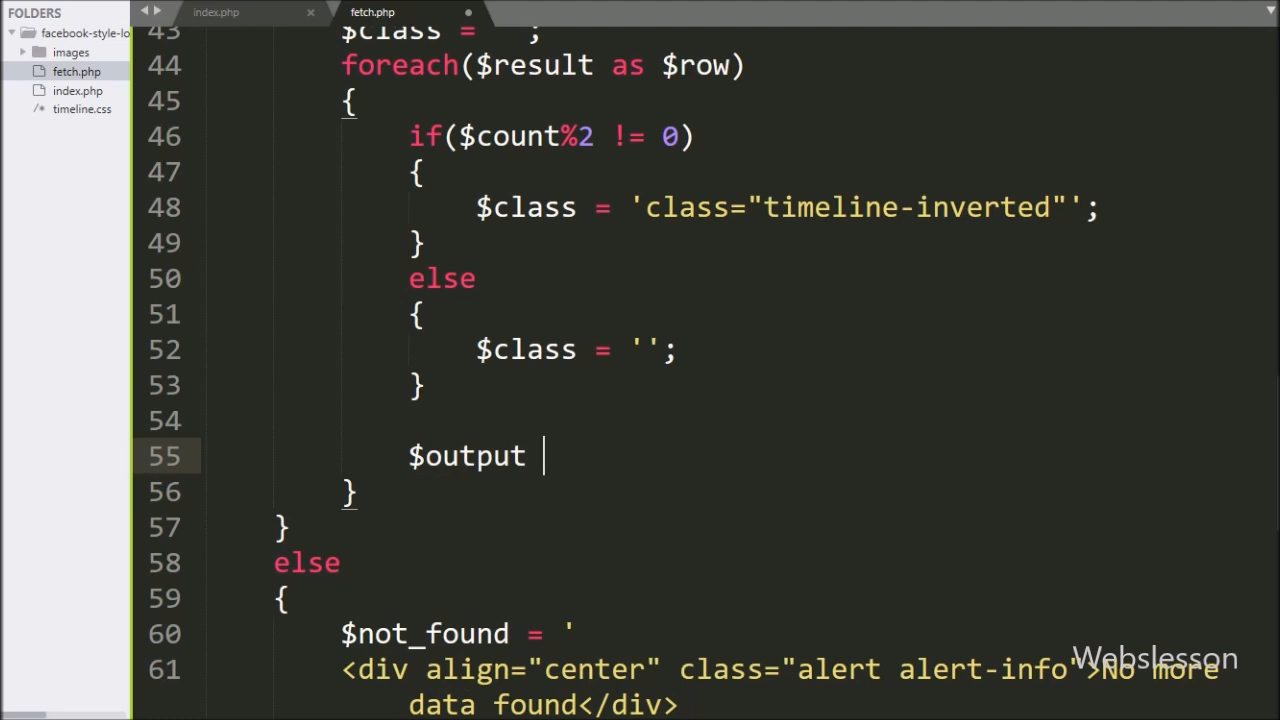 FOLDERS
facebook-style-lo
images
fetch.php
index.php
timeline.css
index.php × fetch.php
43 $class = '';
44 foreach($result as $row)
45 {
46 if($count%2 != 0)
47 {
48 $class = 'class="timeline-inverted"';
49 }
50 else
51 {
52 $class = '';
53 }
54
55 $output
56 }
57 }
58 else
59 {
60 $not_found = '
61 <div align="center" class="alert alert-info">No more
data found</div>
Webslesson